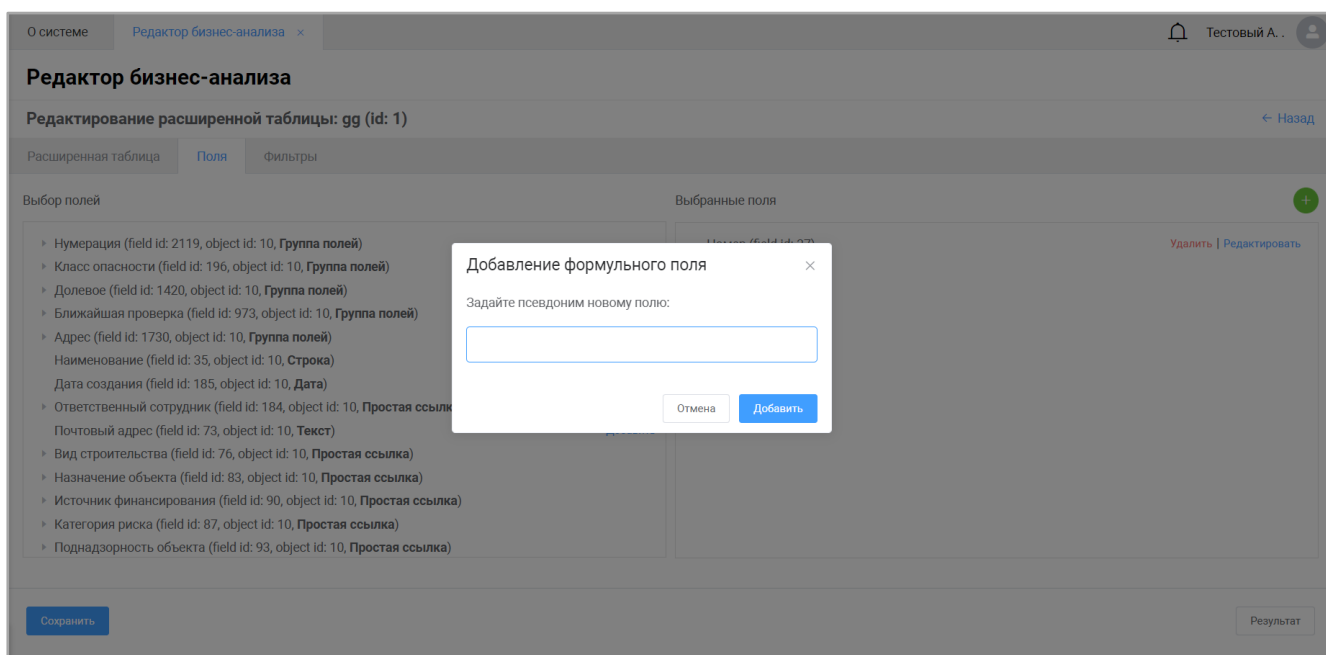 О системе
Редактор бизнес-анализа ×
Тестовый А. .
Редактор бизнес-анализа
Редактирование расширенной таблицы: gg (id: 1)
← Назад
Расширенная таблица Поля Фильтры
Выбор полей
Выбранные поля
Нумерация (field id: 2119, object id: 10, Группа полей)
Класс опасности (field id: 196, object id: 10, Группа полей)
Долевое (field id: 1420, object id: 10, Группа полей)
Ближайшая проверка (field id: 973, object id: 10, Группа полей)
Адрес (field id: 1730, object id: 10, Группа полей)
Наименование (field id: 35, object id: 10, Строка)
Дата создания (field id: 185, object id: 10, Дата)
Ответственный сотрудник (field id: 184, object id: 10, Простая ссылк
Почтовый адрес (field id: 73, object id: 10, Текст)
Вид строительства (field id: 76, object id: 10, Простая ссылка)
Назначение объекта (field id: 83, object id: 10, Простая ссылка)
Источник финансирования (field id: 90, object id: 10, Простая ссылка)
Категория риска (field id: 87, object id: 10, Простая ссылка)
Поднадзорность объекта (field id: 93, object id: 10, Простая ссылка)
Удалить | Редактировать
Добавление формульного поля ×
Задайте псевдоним новому полю:
Отмена Добавить
Сохранить
Результат